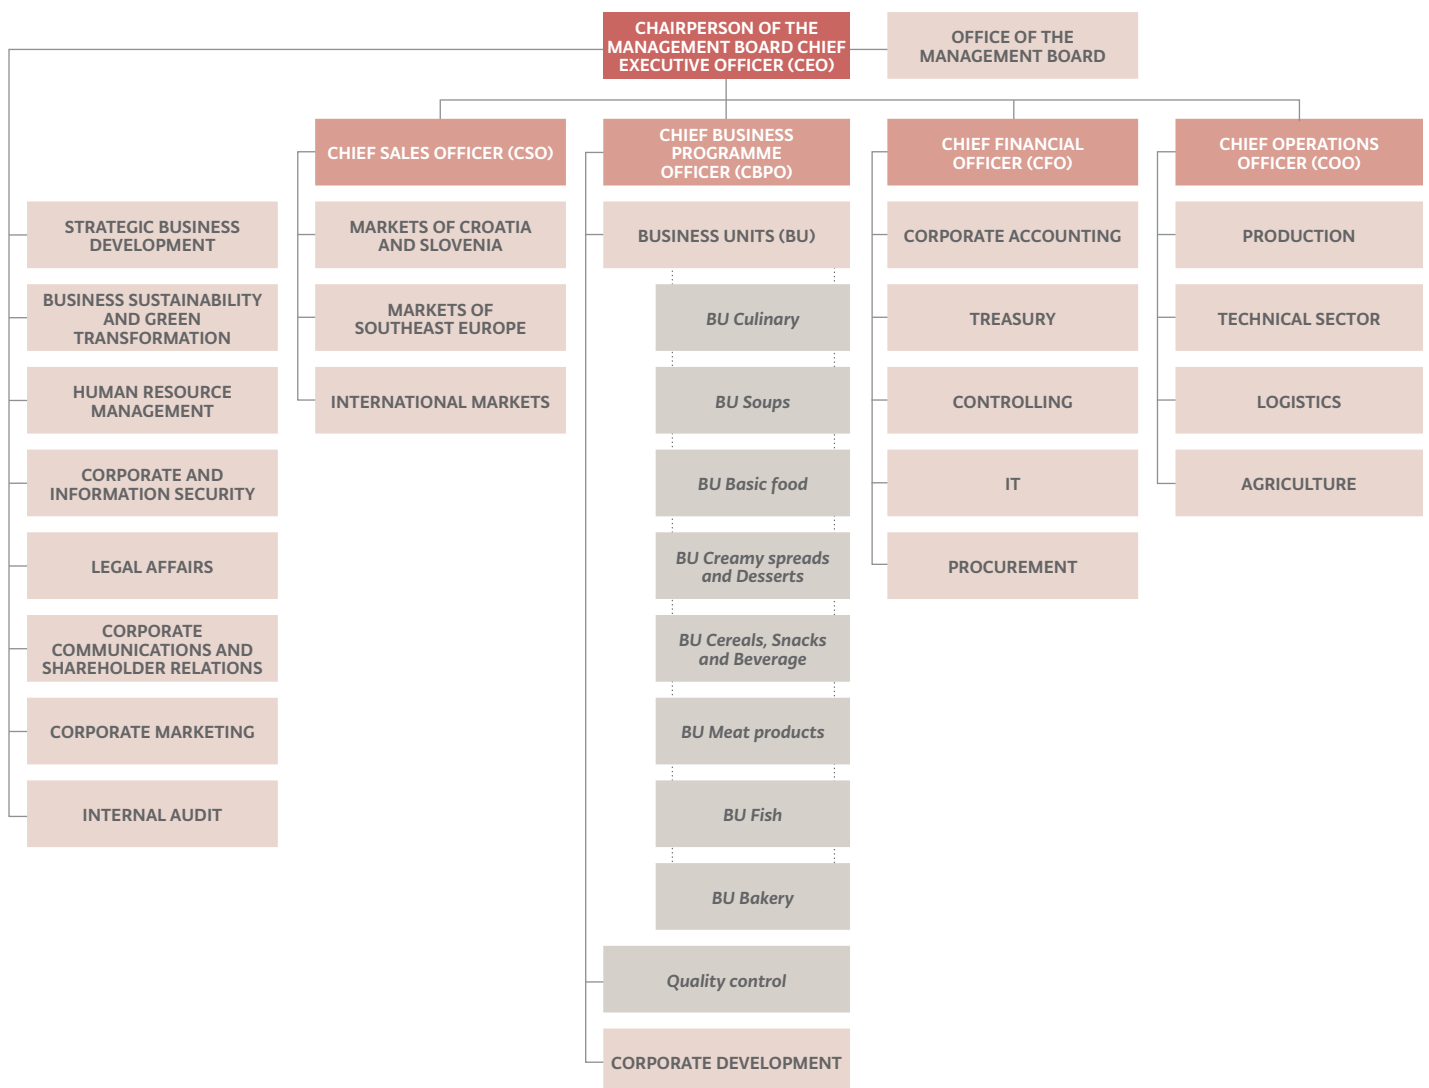 CHAIRPERSON OF THE
MANAGEMENT BOARD CHIEF
EXECUTIVE OFFICER (CEO)
OFFICE OF THE
MANAGEMENT BOARD
STRATEGIC BUSINESS
DEVELOPMENT
BUSINESS SUSTAINABILITY
AND GREEN
TRANSFORMATION
HUMAN RESOURCE
MANAGEMENT
CORPORATE AND
INFORMATION SECURITY
LEGAL AFFAIRS
CORPORATE
COMMUNICATIONS AND
SHAREHOLDER RELATIONS
CORPORATE MARKETING
INTERNAL AUDIT
CHIEF SALES OFFICER (CSO)
MARKETS OF CROATIA
AND SLOVENIA
MARKETS OF
SOUTHEAST EUROPE
INTERNATIONAL MARKETS
CHIEF BUSINESS
PROGRAMME
OFFICER (CBPO)
BUSINESS UNITS (BU)
BU Culinary
BU Soups
BU Basic food
BU Creamy spreads
and Desserts
BU Cereals, Snacks
and Beverage
BU Meat products
BU Fish
BU Bakery
Quality control
CORPORATE DEVELOPMENT
CHIEF FINANCIAL
OFFICER (CFO)
CORPORATE ACCOUNTING
TREASURY
CONTROLLING
IT
PROCUREMENT
CHIEF OPERATIONS
OFFICER (COO)
PRODUCTION
TECHNICAL SECTOR
LOGISTICS
AGRICULTURE